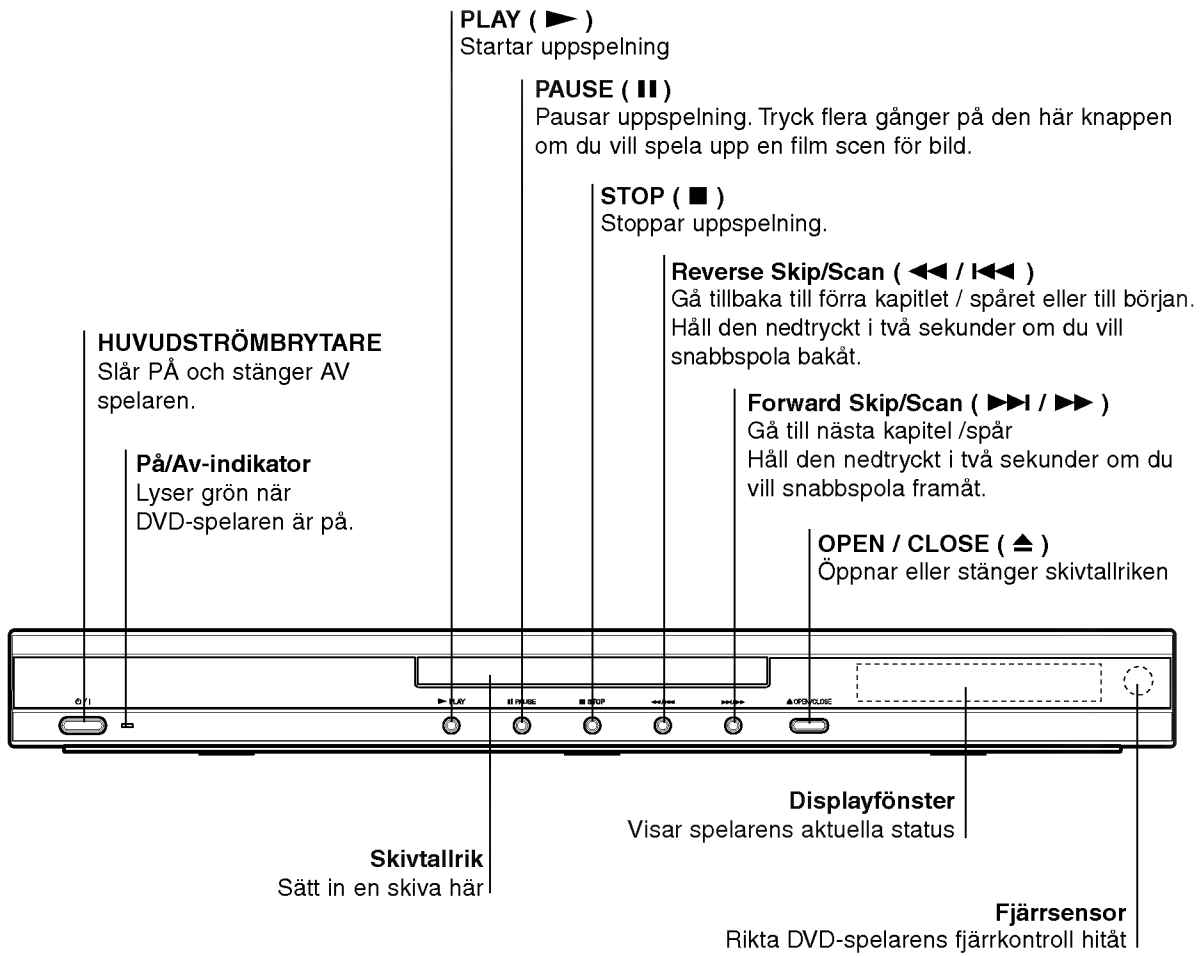 PLAY ( ► )
Startar uppspelning
PAUSE ( II )
Pausar uppspelning. Tryck flera gånger på den här knappen
om du vill spela upp en film scen för bild.
STOP ( ■ )
Stoppar uppspelning.
Reverse Skip/Scan ( ◄◄ / I◄◄ )
Gå tillbaka till förra kapitlet / spåret eller till början.
Håll den nedtryckt i två sekunder om du vill
snabbspola bakåt.
HUVUDSTRÖMBRYTARE
Slår PÅ och stänger AV
spelaren.
Forward Skip/Scan ( ►►I / ►► )
Gå till nästa kapitel /spår
Håll den nedtryckt i två sekunder om du
vill snabbspola framåt.
På/Av-indikator
Lyser grön när
DVD-spelaren är på.
OPEN / CLOSE ( ⏏ )
Öppnar eller stänger skivtallriken
⏻ / I
► PLAY
II PAUSE
■ STOP
◄◄/I◄◄
►►I/►►
⏏ OPEN/CLOSE
Displayfönster
Visar spelarens aktuella status
Skivtallrik
Sätt in en skiva här
Fjärrsensor
Rikta DVD-spelarens fjärrkontroll hitåt